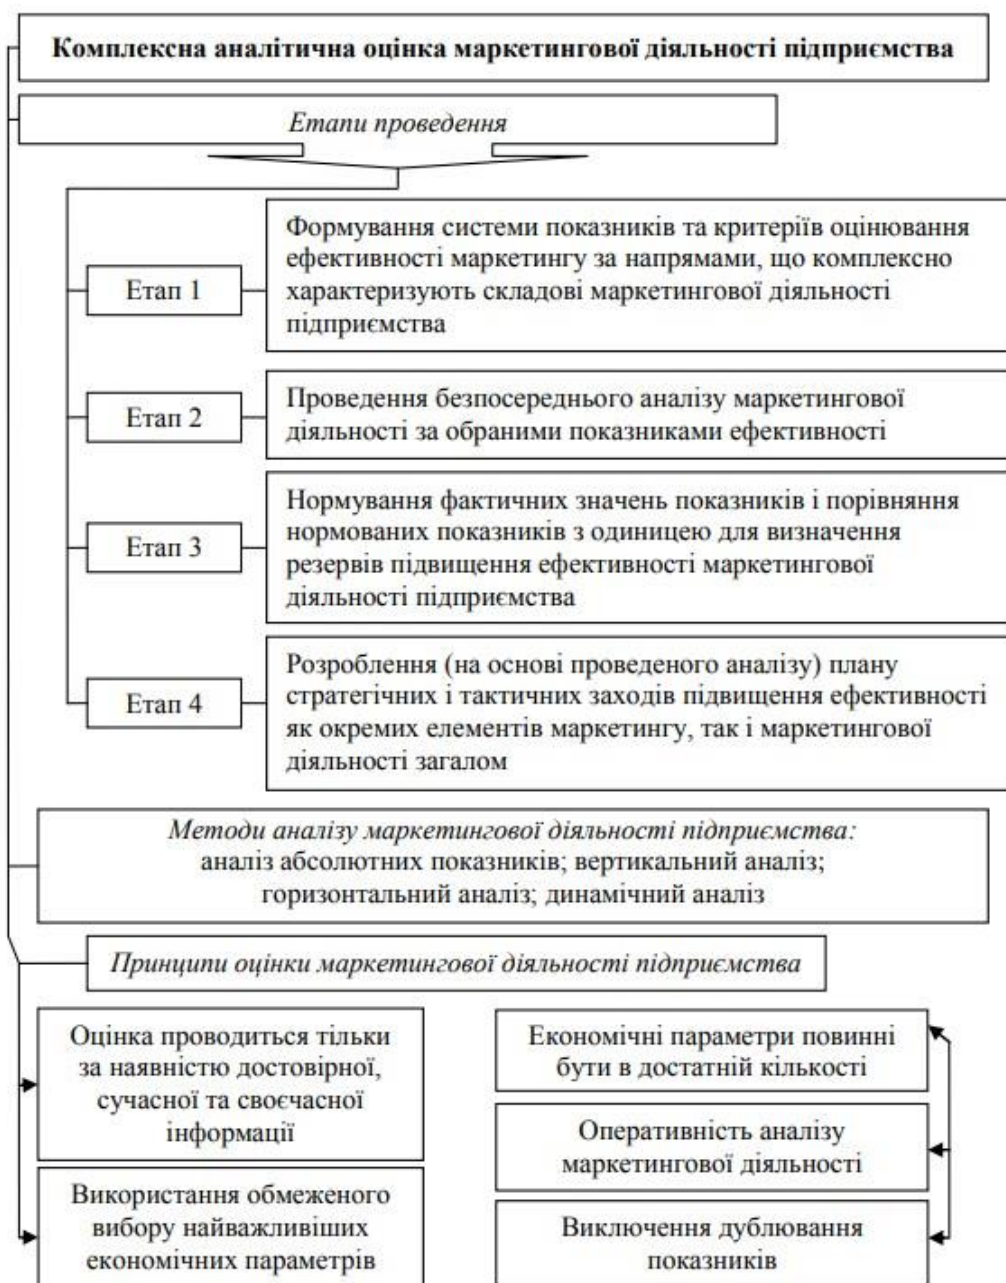 Комплексна аналітична оцінка маркетингової діяльності підприємства
Етапи проведення
Етап 1
Формування системи показників та критеріїв оцінювання
ефективності маркетингу за напрямами, що комплексно
характеризують складові маркетингової діяльності
підприємства
Етап 2
Проведення безпосереднього аналізу маркетингової
діяльності за обраними показниками ефективності
Етап 3
Нормування фактичних значень показників і порівняння
нормованих показників з одиницею для визначення
резервів підвищення ефективності маркетингової
діяльності підприємства
Етап 4
Розроблення (на основі проведеного аналізу) плану
стратегічних і тактичних заходів підвищення ефективності
як окремих елементів маркетингу, так і маркетингової
діяльності загалом
Методи аналізу маркетингової діяльності підприємства:
аналіз абсолютних показників; вертикальний аналіз;
горизонтальний аналіз; динамічний аналіз
Принципи оцінки маркетингової діяльності підприємства
Оцінка проводиться тільки
за наявністю достовірної,
сучасної та своєчасної
інформації
Використання обмеженого
вибору найважливіших
економічних параметрів
Економічні параметри повинні
бути в достатній кількості
Оперативність аналізу
маркетингової діяльності
Виключення дублювання
показників